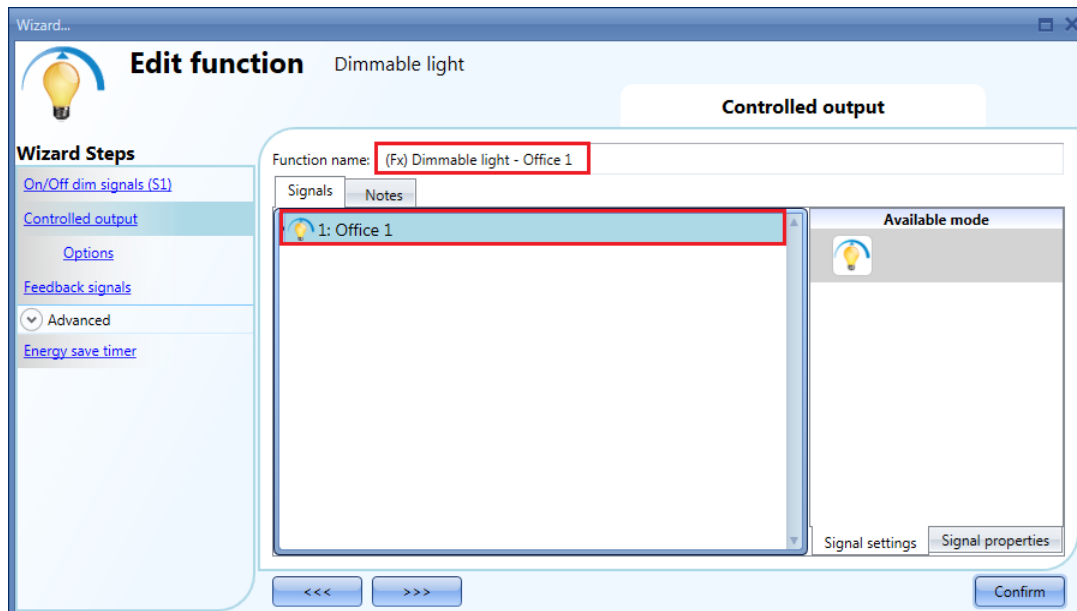 Wizard...
Edit function Dimmable light
Controlled output
Wizard Steps
On/Off dim signals (S1)
Controlled output
Options
Feedback signals
Advanced
Energy save timer
Function name: (Fx) Dimmable light - Office 1
Signals Notes
1: Office 1
Available mode
Signal settings Signal properties
<<< >>> Confirm